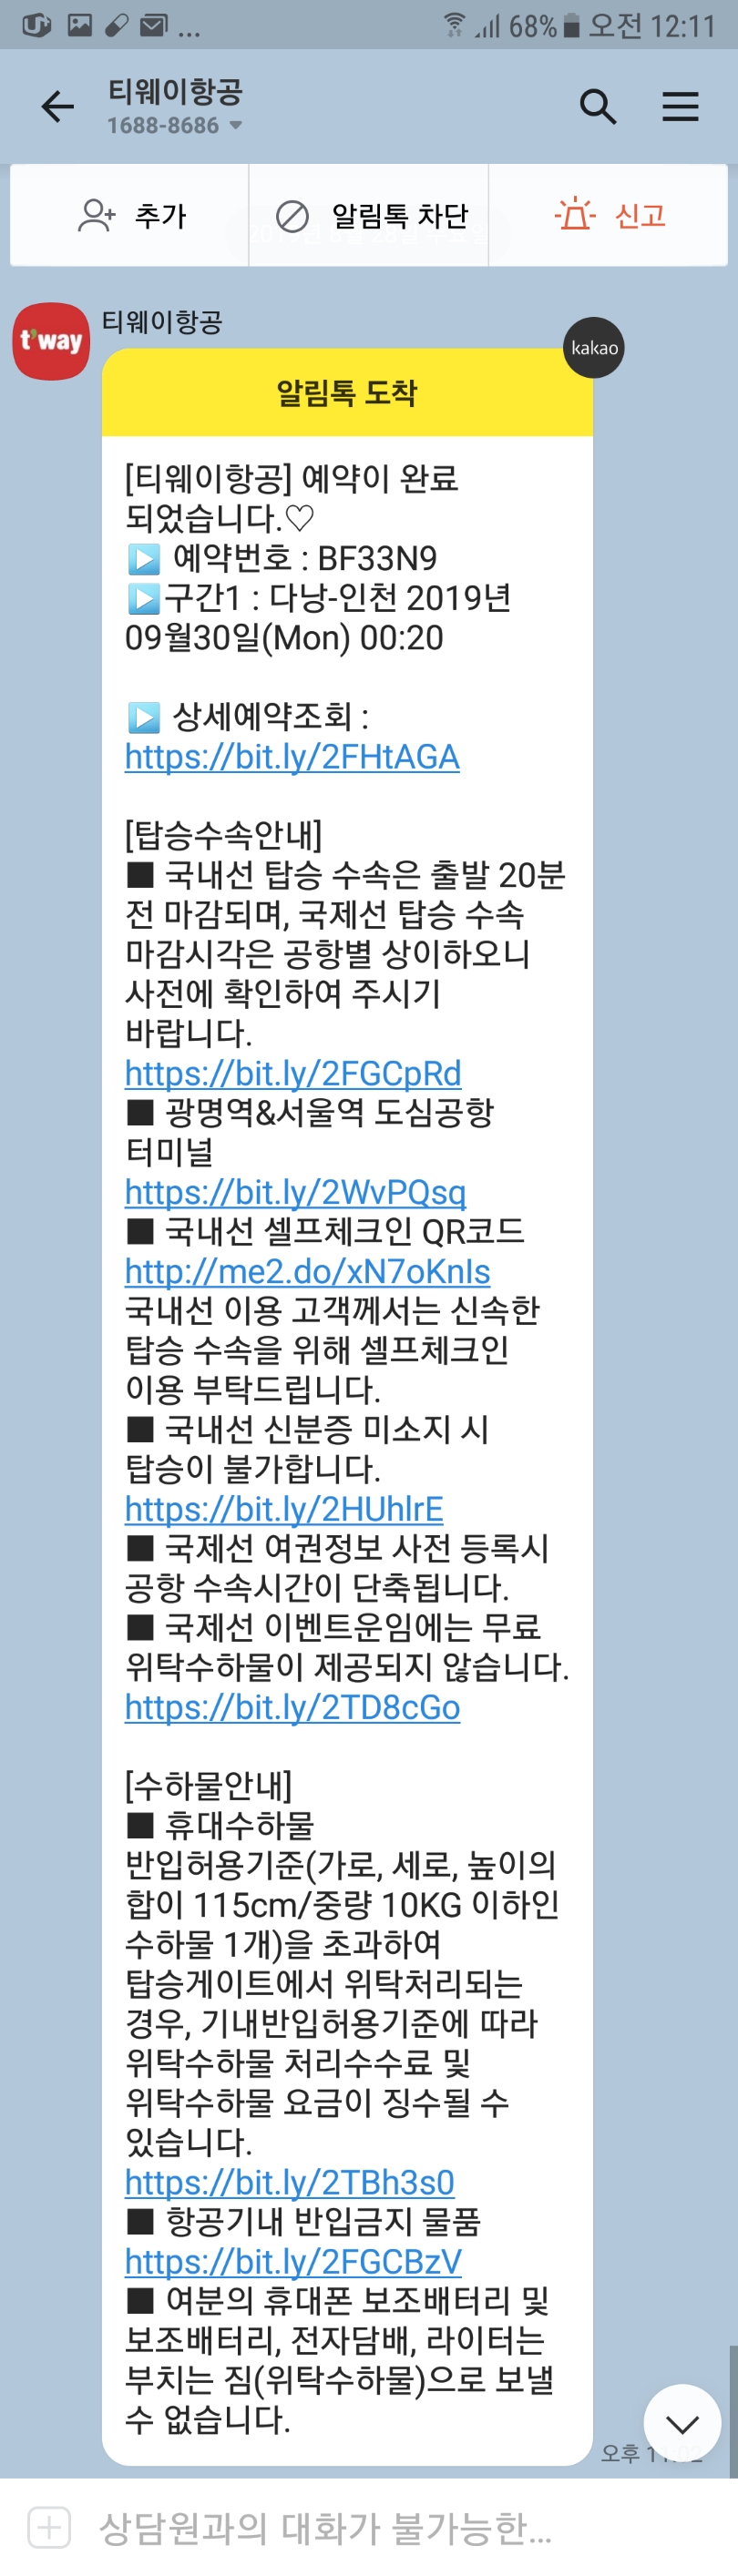 68% 오전 12:11
티웨이항공
1688-8686
추가
알림톡 차단
신고
t'way
티웨이항공
kakao
알림톡 도착
[티웨이항공] 예약이 완료
되었습니다.♡
▶ 예약번호 : BF33N9
▶구간1 : 다낭-인천 2019년
09월30일(Mon) 00:20
▶ 상세예약조회 :
https://bit.ly/2FHtAGA
[탑승수속안내]
■ 국내선 탑승 수속은 출발 20분
전 마감되며, 국제선 탑승 수속
마감시각은 공항별 상이하오니
사전에 확인하여 주시기
바랍니다.
https://bit.ly/2FGCpRd
■ 광명역&서울역 도심공항
터미널
https://bit.ly/2WvPQsq
■ 국내선 셀프체크인 QR코드
http://me2.do/xN7oKnIs
국내선 이용 고객께서는 신속한
탑승 수속을 위해 셀프체크인
이용 부탁드립니다.
■ 국내선 신분증 미소지 시
탑승이 불가합니다.
https://bit.ly/2HUhlrE
■ 국제선 여권정보 사전 등록시
공항 수속시간이 단축됩니다.
■ 국제선 이벤트운임에는 무료
위탁수하물이 제공되지 않습니다.
https://bit.ly/2TD8cGo
[수하물안내]
■ 휴대수하물
반입허용기준(가로, 세로, 높이의
합이 115cm/중량 10KG 이하인
수하물 1개)을 초과하여
탑승게이트에서 위탁처리되는
경우, 기내반입허용기준에 따라
위탁수하물 처리수수료 및
위탁수하물 요금이 징수될 수
있습니다.
https://bit.ly/2TBh3s0
■ 항공기내 반입금지 물품
https://bit.ly/2FGCBzV
■ 여분의 휴대폰 보조배터리 및
보조배터리, 전자담배, 라이터는
부치는 짐(위탁수하물)으로 보낼
수 없습니다.
오후
상담원과의 대화가 불가능한...